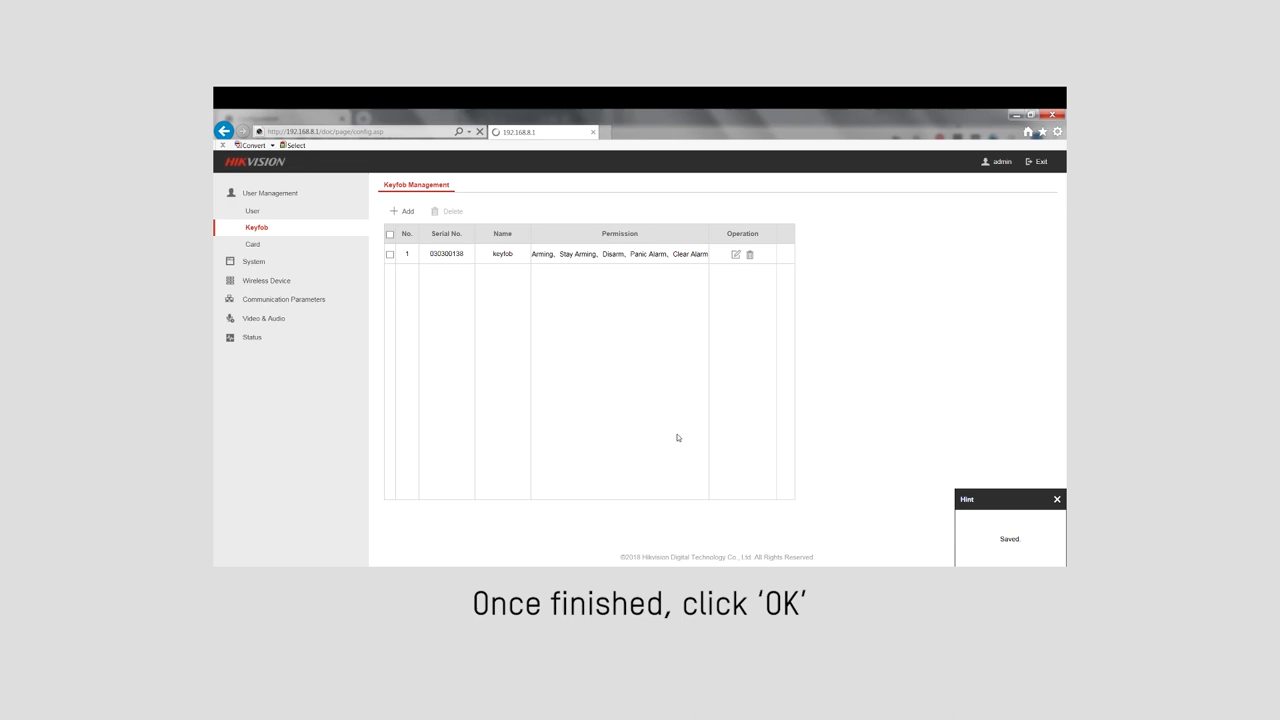 http://192.168.8.1/doc/page/config.asp
192.168.8.1
Convert
Select
HIKVISION
admin
Exit
User Management
User
Keyfob
Card
System
Wireless Device
Communication Parameters
Video & Audio
Status
Keyfob Management
Add
Delete
No. Serial No. Name Permission Operation
1 030300138 keyfob Arming, Stay Arming, Disarm, Panic Alarm, Clear Alarm
Hint
Saved.
©2018 Hikvision Digital Technology Co., Ltd. All Rights Reserved
Once finished, click ‘OK’